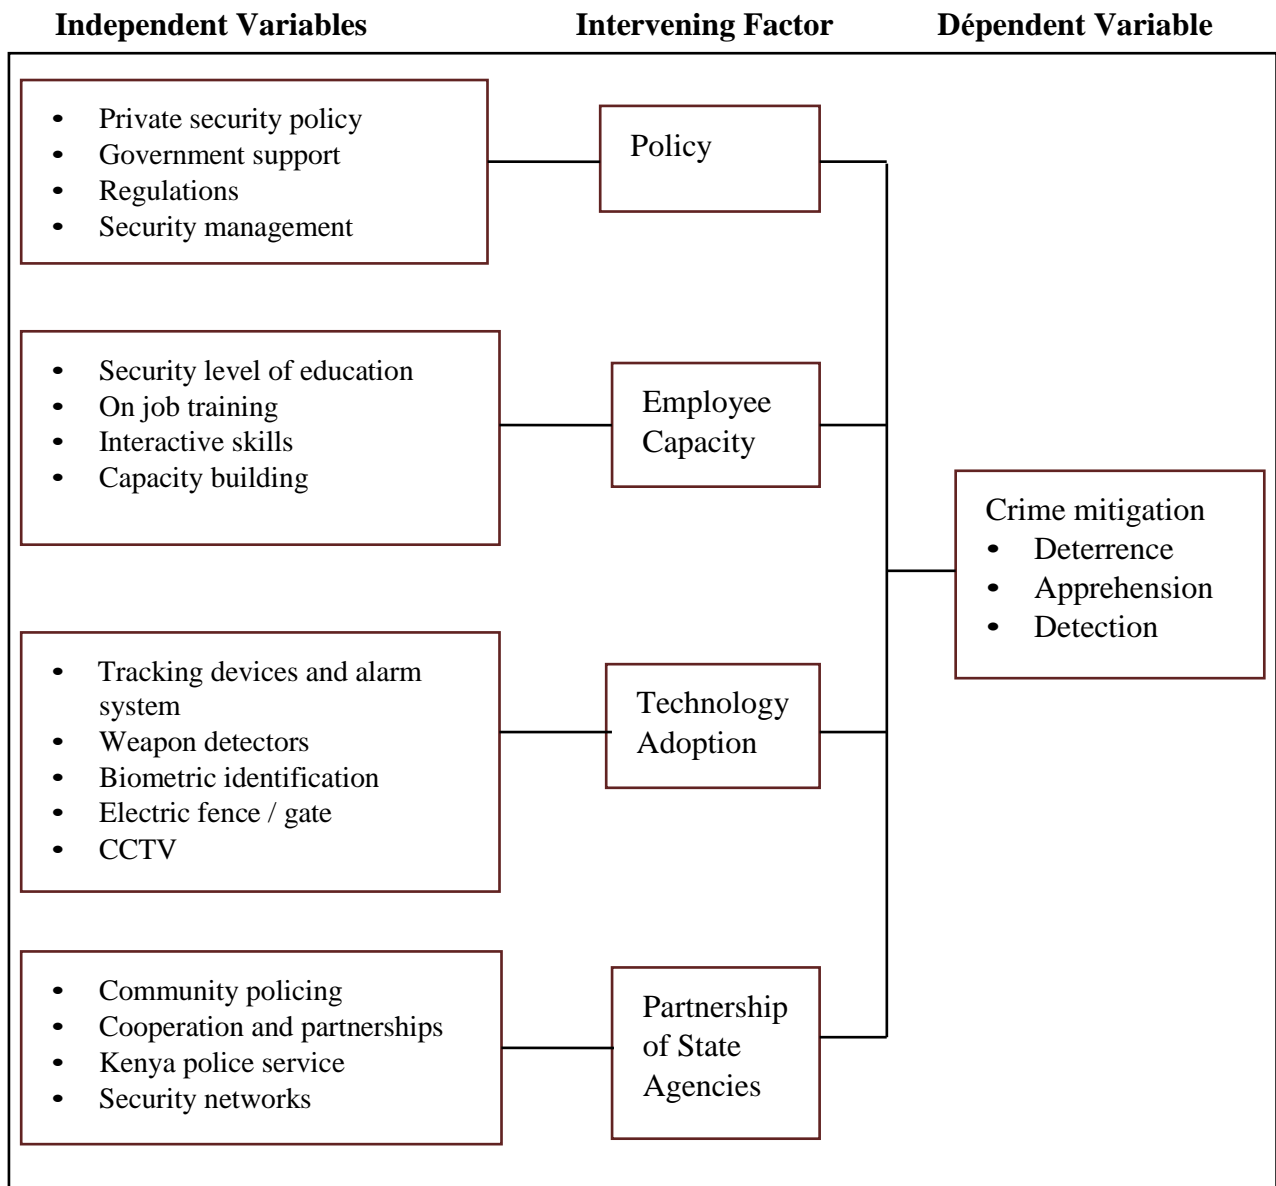 Independent Variables
Intervening Factor
Dépendent Variable
• Private security policy
• Government support
• Regulations
• Security management
Policy
• Security level of education
• On job training
• Interactive skills
• Capacity building
Employee
Capacity
Crime mitigation
• Deterrence
• Apprehension
• Detection
• Tracking devices and alarm
system
• Weapon detectors
• Biometric identification
• Electric fence / gate
• CCTV
Technology
Adoption
• Community policing
• Cooperation and partnerships
• Kenya police service
• Security networks
Partnership
of State
Agencies